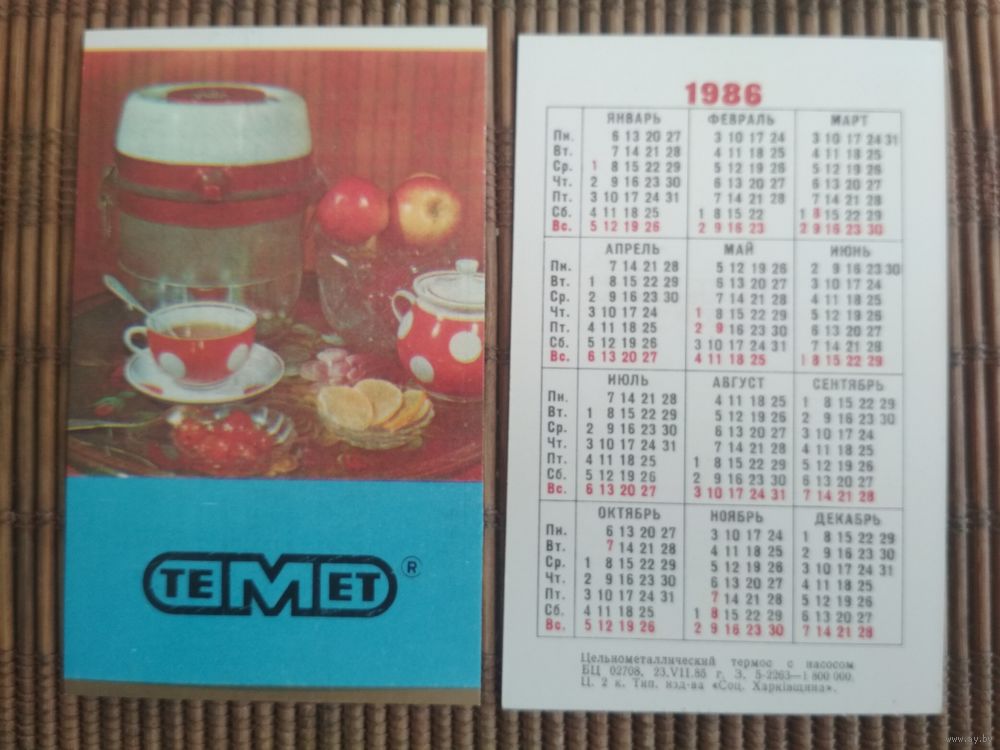 TEMET ®
1986
ЯНВАРЬ ФЕВРАЛЬ МАРТ
Пн. 6 13 20 27 3 10 17 24 3 10 17 24 31
Вт. 7 14 21 28 4 11 18 25 4 11 18 25
Ср. 1 8 15 22 29 5 12 19 26 5 12 19 26
Чт. 2 9 16 23 30 6 13 20 27 6 13 20 27
Пт. 3 10 17 24 31 7 14 21 28 7 14 21 28
Сб. 4 11 18 25 1 8 15 22 1 8 15 22 29
Вс. 5 12 19 26 2 9 16 23 2 9 16 23 30
АПРЕЛЬ МАЙ ИЮНЬ
Пн. 7 14 21 28 5 12 19 26 2 9 16 23 30
Вт. 1 8 15 22 29 6 13 20 27 3 10 17 24
Ср. 2 9 16 23 30 7 14 21 28 4 11 18 25
Чт. 3 10 17 24 1 8 15 22 29 5 12 19 26
Пт. 4 11 18 25 2 9 16 23 30 6 13 20 27
Сб. 5 12 19 26 3 10 17 24 31 7 14 21 28
Вс. 6 13 20 27 4 11 18 25 1 8 15 22 29
ИЮЛЬ АВГУСТ СЕНТЯБРЬ
Пн. 7 14 21 28 4 11 18 25 1 8 15 22 29
Вт. 1 8 15 22 29 5 12 19 26 2 9 16 23 30
Ср. 2 9 16 23 30 6 13 20 27 3 10 17 24
Чт. 3 10 17 24 31 7 14 21 28 4 11 18 25
Пт. 4 11 18 25 1 8 15 22 29 5 12 19 26
Сб. 5 12 19 26 2 9 16 23 30 6 13 20 27
Вс. 6 13 20 27 3 10 17 24 31 7 14 21 28
ОКТЯБРЬ НОЯБРЬ ДЕКАБРЬ
Пн. 6 13 20 27 3 10 17 24 1 8 15 22 29
Вт. 7 14 21 28 4 11 18 25 2 9 16 23 30
Ср. 1 8 15 22 29 5 12 19 26 3 10 17 24 31
Чт. 2 9 16 23 30 6 13 20 27 4 11 18 25
Пт. 3 10 17 24 31 7 14 21 28 5 12 19 26
Сб. 4 11 18 25 1 8 15 22 29 6 13 20 27
Вс. 5 12 19 26 2 9 16 23 30 7 14 21 28
Цельнометаллический термос с насосом
БЦ 02708. 23.VII.85 г. З. 5-2263—1 800 000.
Ц. 2 к. Тип. изд-ва «Соц. Харківщина».
www.ay.by